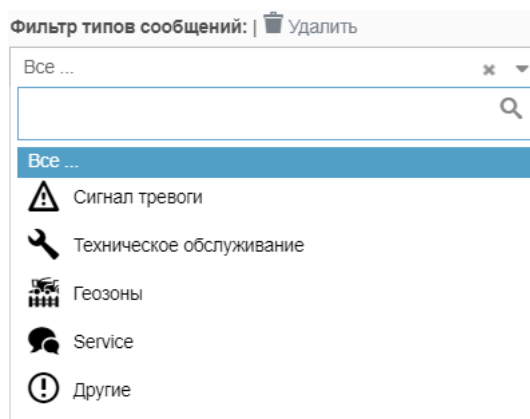 Фильтр типов сообщений: | Удалить
Все ...
Все ...
Сигнал тревоги
Техническое обслуживание
Геозоны
Service
Другие